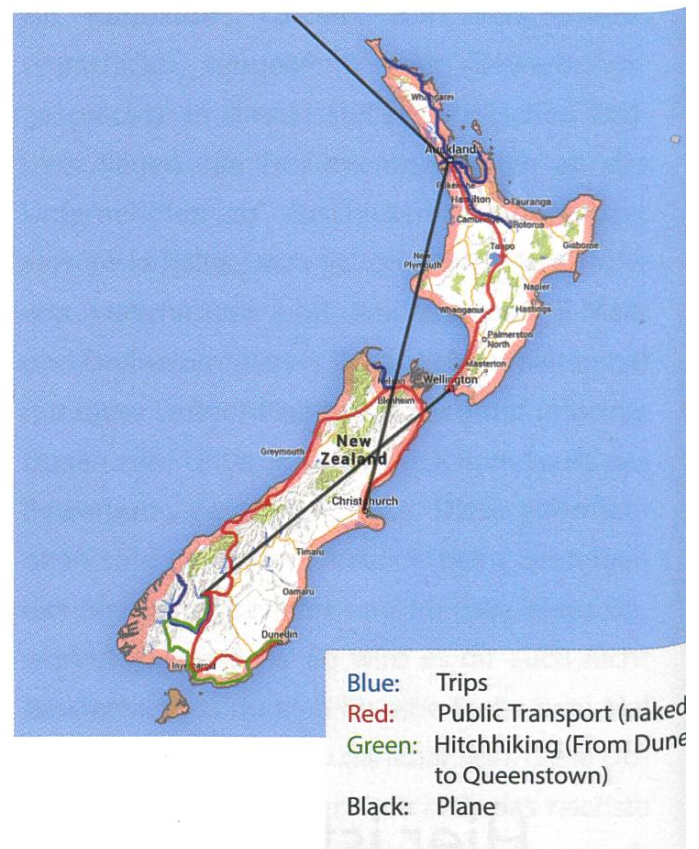 Whangarei
Auckland
Pukekohe
Hamilton
Tauranga
Rotorua
Taupo
Gisborne
New
Plymouth
Napier
Whanganui
Hastings
Palmerston
North
Masterton
Nelson
Wellington
Blenheim
Greymouth
New
Zealand
Christchurch
Timaru
Oamaru
Dunedin
Invercargill
Blue: Trips
Red: Public Transport (naked
Green: Hitchhiking (From Dune
to Queenstown)
Black: Plane